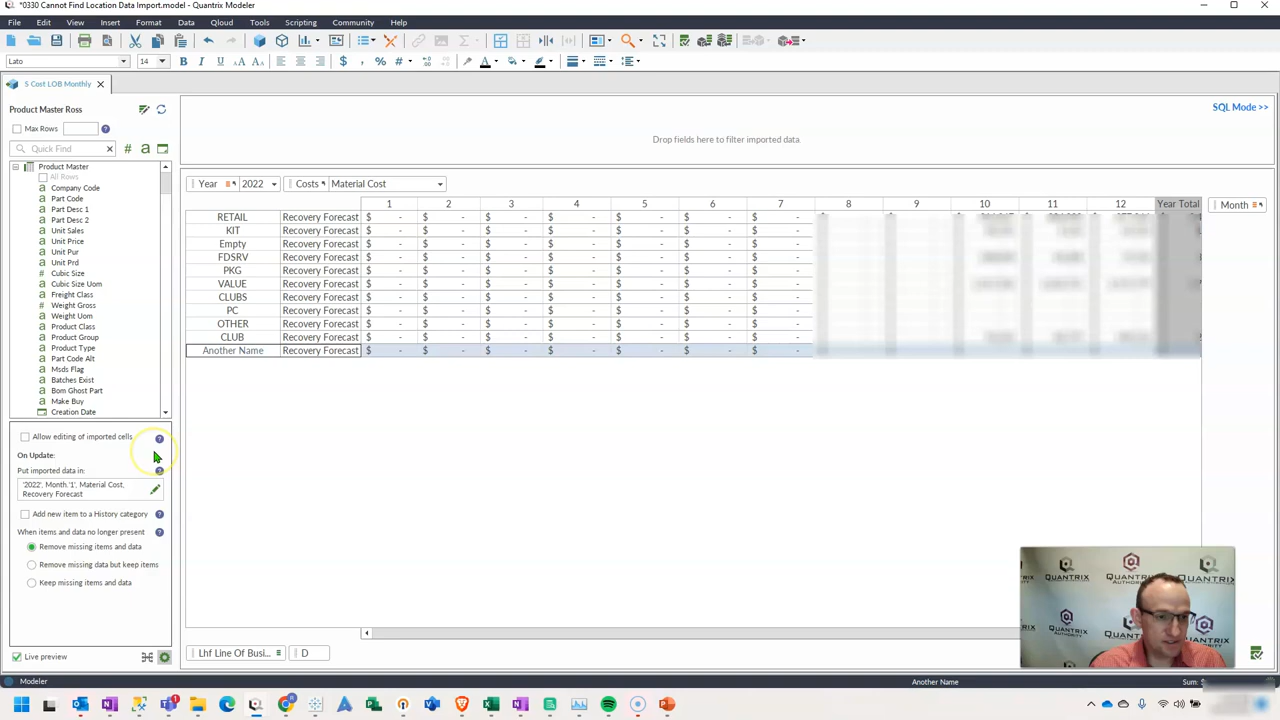 *0330 Cannot Find Location Data Import.model - Quantrix Modeler
File Edit View Insert Format Data Qloud Tools Scripting Community Help
Lato 14
S Cost LOB Monthly
Product Master Ross
SQL Mode >>
Max Rows
Drop fields here to filter imported data.
Quick Find
Product Master
All Rows
Company Code
Part Code
Part Desc 1
Part Desc 2
Unit Sales
Unit Price
Unit Pur
Unit Prd
Cubic Size
Cubic Size Uom
Freight Class
Weight Gross
Weight Uom
Product Class
Product Group
Product Type
Part Code Alt
Msds Flag
Batches Exist
Bom Ghost Part
Make Buy
Creation Date
Year 2022 Costs Material Cost
1 2 3 4 5 6 7 8 9 10 11 12 Year Total Month
RETAIL Recovery Forecast $ - $ - $ - $ - $ - $ - $ -
KIT Recovery Forecast $ - $ - $ - $ - $ - $ - $ -
Empty Recovery Forecast $ - $ - $ - $ - $ - $ - $ -
FDSRV Recovery Forecast $ - $ - $ - $ - $ - $ - $ -
PKG Recovery Forecast $ - $ - $ - $ - $ - $ - $ -
VALUE Recovery Forecast $ - $ - $ - $ - $ - $ - $ -
CLUBS Recovery Forecast $ - $ - $ - $ - $ - $ - $ -
PC Recovery Forecast $ - $ - $ - $ - $ - $ - $ -
OTHER Recovery Forecast $ - $ - $ - $ - $ - $ - $ -
CLUB Recovery Forecast $ - $ - $ - $ - $ - $ - $ -
Another Name Recovery Forecast $ - $ - $ - $ - $ - $ - $ -
Allow editing of imported cells
On Update:
Put imported data in:
'2022', Month.'1', Material Cost,
Recovery Forecast
Add new item to a History category
When items and data no longer present
Remove missing items and data
Remove missing data but keep items
Keep missing items and data
Live preview
Lhf Line Of Busi... D
QUANTRIX
QUANTRIX
QUANTRIX
AUTHORITY
Modeler Another Name Sum: $